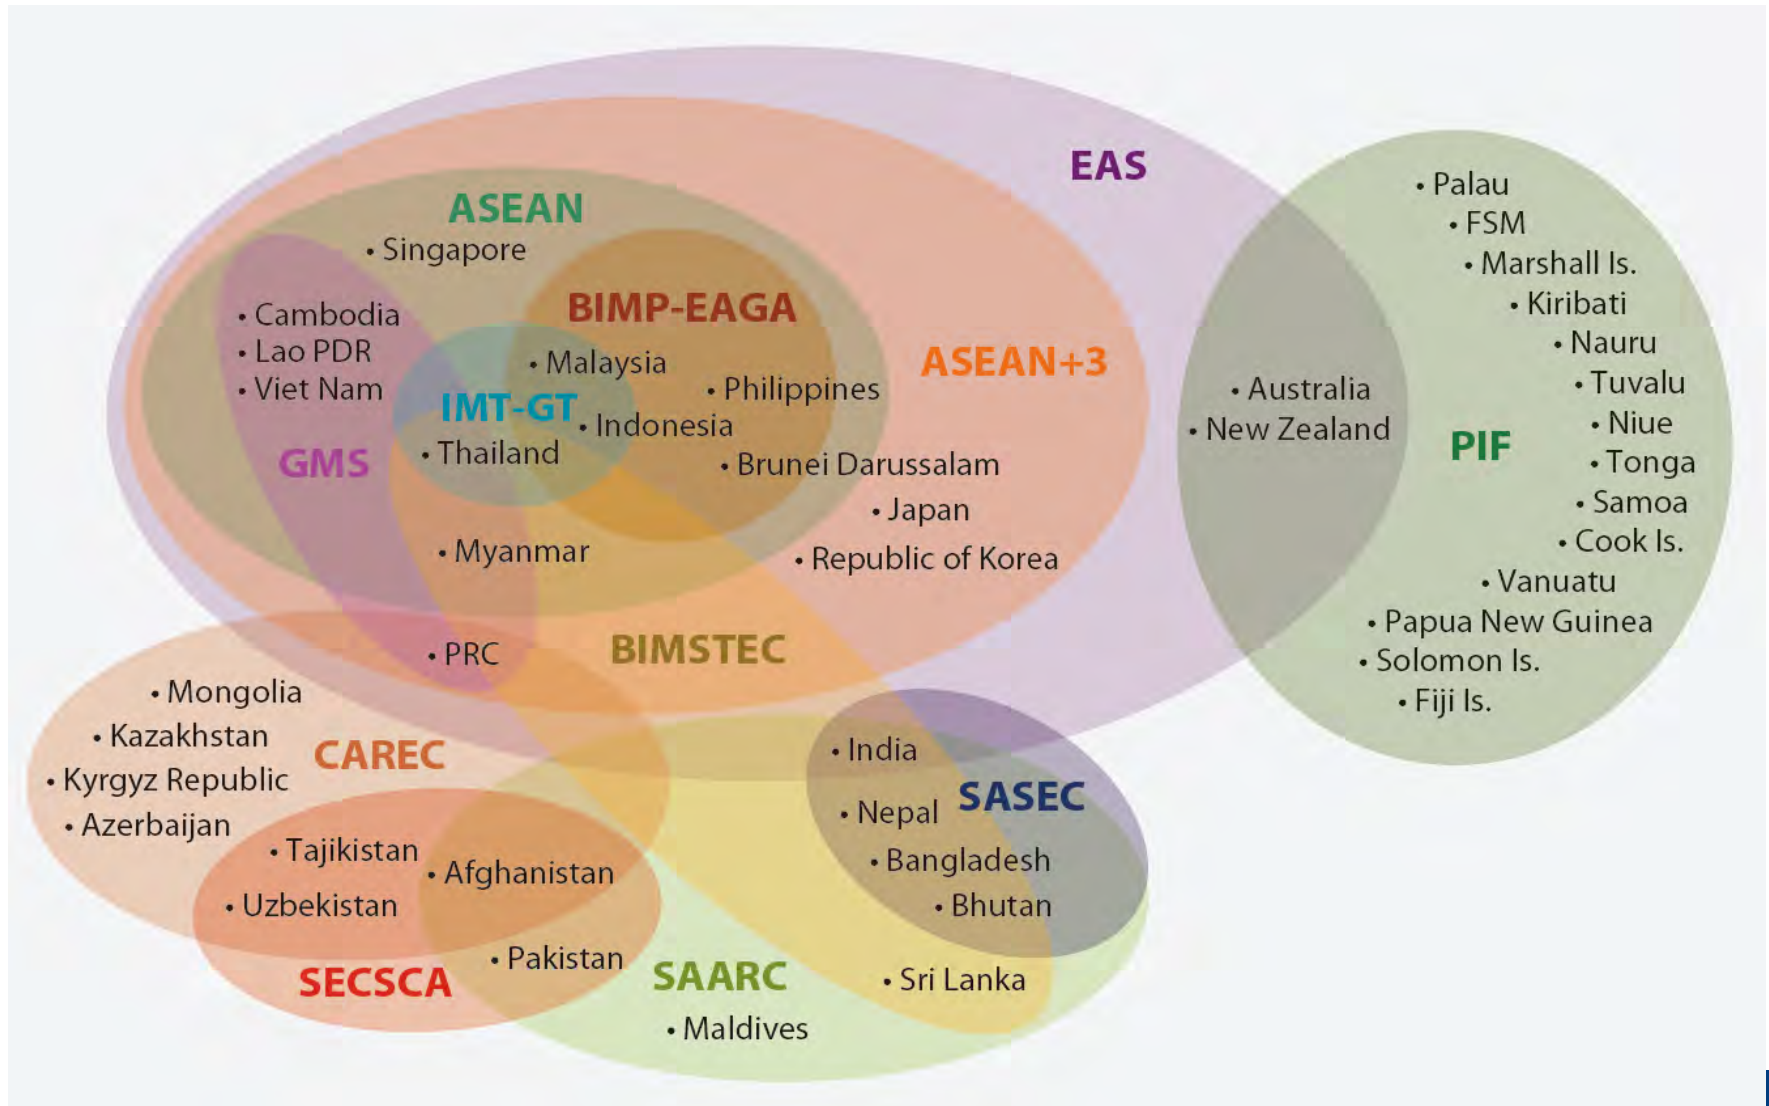 EAS
ASEAN
• Singapore
BIMP-EAGA
• Cambodia
• Lao PDR
• Viet Nam
• Malaysia
ASEAN+3
• Philippines
IMT-GT
• Indonesia
• Thailand
GMS
• Brunei Darussalam
• Japan
• Myanmar
• Republic of Korea
• Australia
• New Zealand
PIF
• Palau
• FSM
• Marshall Is.
• Kiribati
• Nauru
• Tuvalu
• Niue
• Tonga
• Samoa
• Cook Is.
• Vanuatu
• Papua New Guinea
• Solomon Is.
• Fiji Is.
• PRC
BIMSTEC
• Mongolia
• Kazakhstan
CAREC
• Kyrgyz Republic
• Azerbaijan
• Tajikistan
• Afghanistan
• Uzbekistan
• Pakistan
SECSCA
• India
SASEC
• Nepal
• Bangladesh
• Bhutan
SAARC
• Sri Lanka
• Maldives